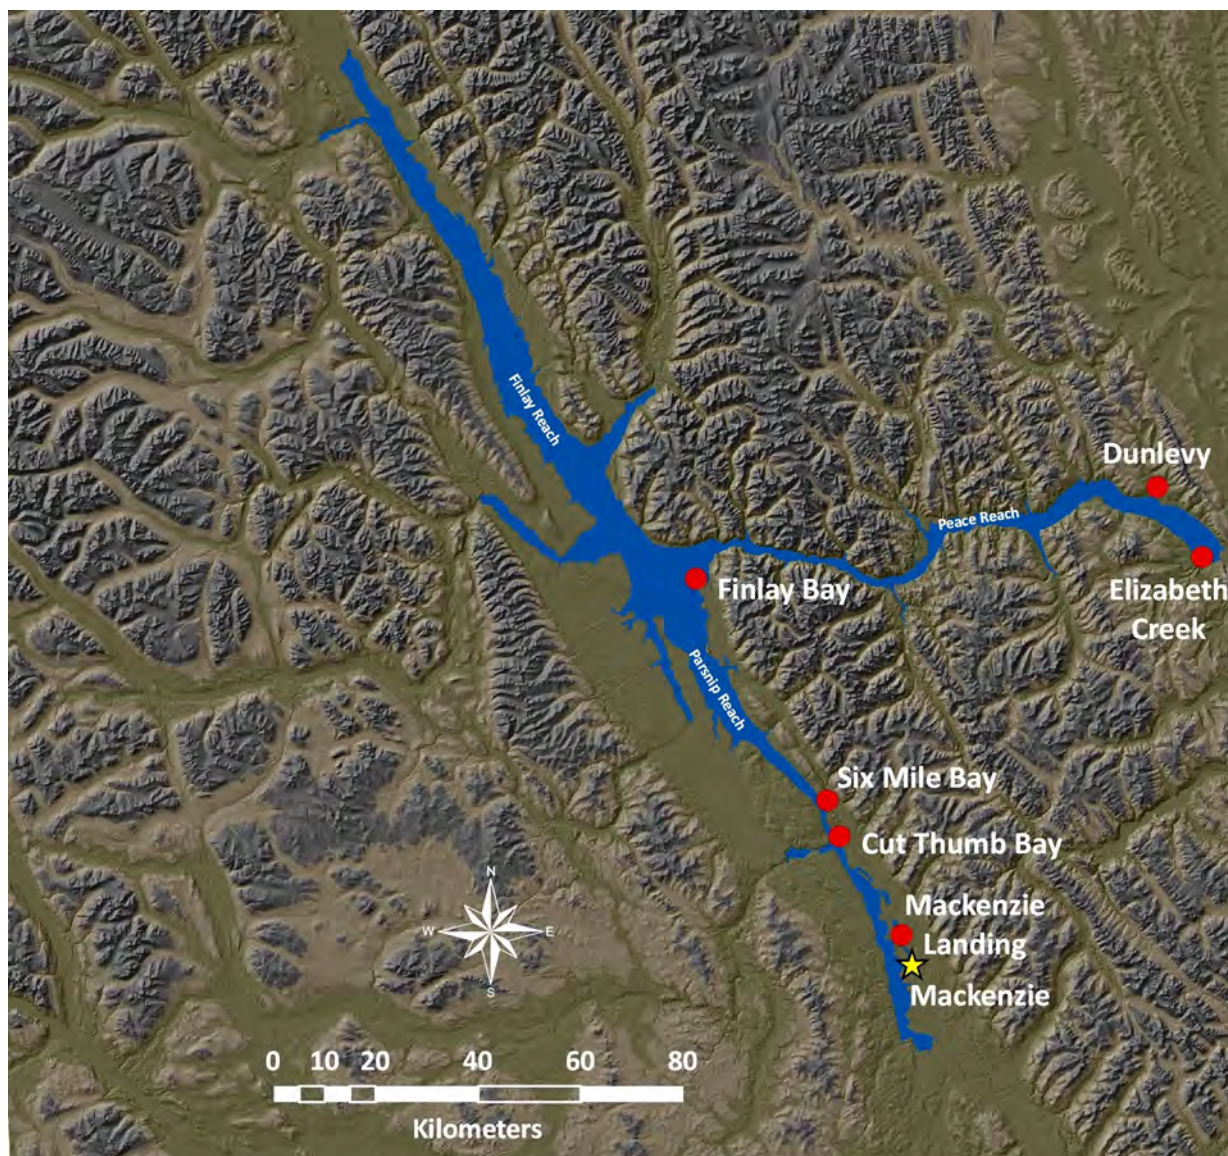 Finlay Reach
Dunlevy
Peace Reach
Finlay Bay
Elizabeth
Creek
Parsnip Reach
Six Mile Bay
Cut Thumb Bay
N
W E
S
Mackenzie
Landing
Mackenzie
0 10 20 40 60 80
Kilometers